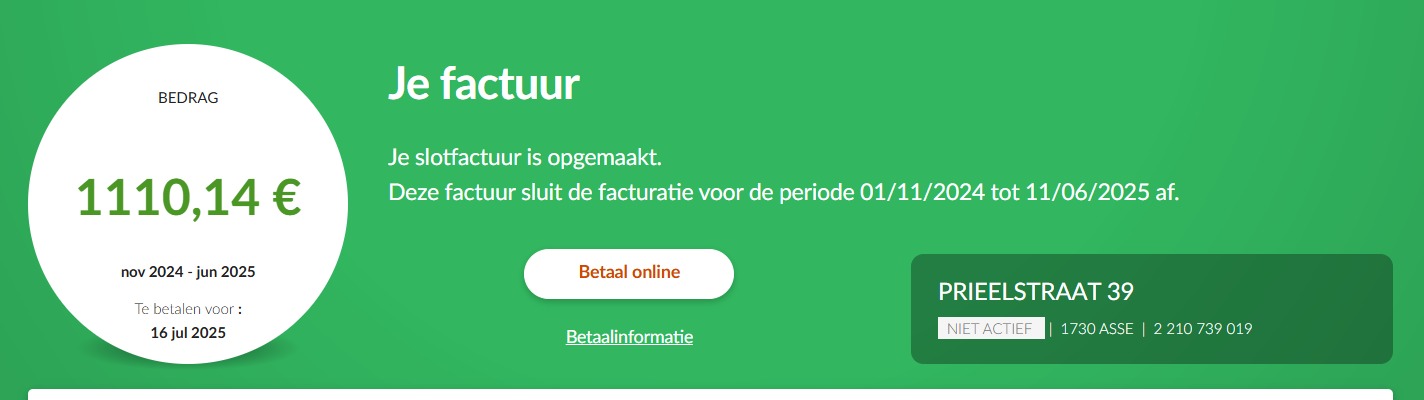 BEDRAG
1110,14 €
nov 2024 - jun 2025
Te betalen voor :
16 jul 2025
Je factuur
Je slotfactuur is opgemaakt.
Deze factuur sluit de facturatie voor de periode 01/11/2024 tot 11/06/2025 af.
Betaal online
Betaalinformatie
PRIEELSTRAAT 39
NIET ACTIEF | 1730 ASSE | 2 210 739 019